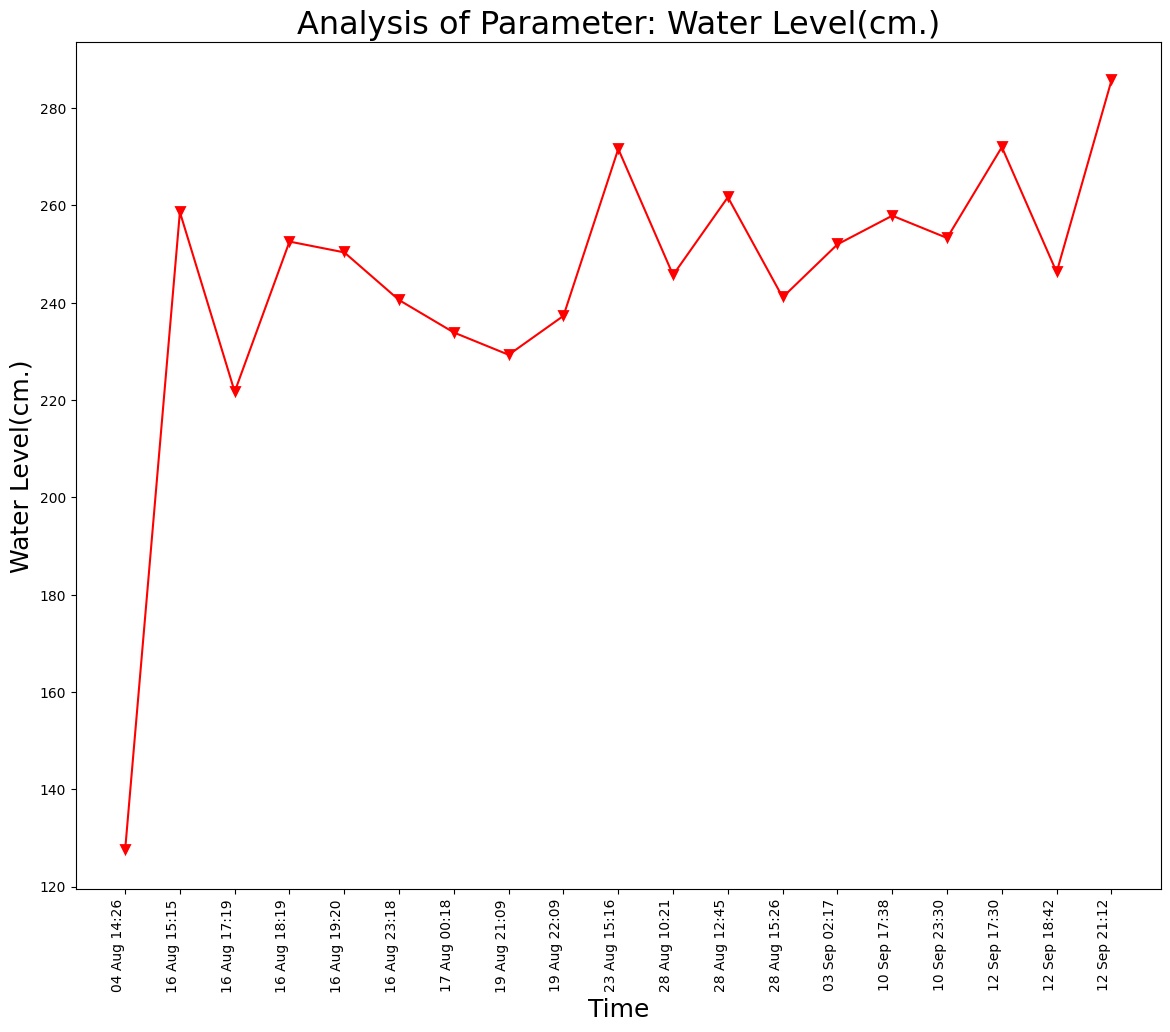 Analysis of Parameter: Water Level(cm.)
Water Level(cm.)
280
260
240
220
200
180
160
140
120
04 Aug 14:26
16 Aug 15:15
16 Aug 17:19
16 Aug 18:19
16 Aug 19:20
16 Aug 23:18
17 Aug 00:18
19 Aug 21:09
19 Aug 22:09
23 Aug 15:16
28 Aug 10:21
28 Aug 12:45
28 Aug 15:26
03 Sep 02:17
10 Sep 17:38
10 Sep 23:30
12 Sep 17:30
12 Sep 18:42
12 Sep 21:12
Time